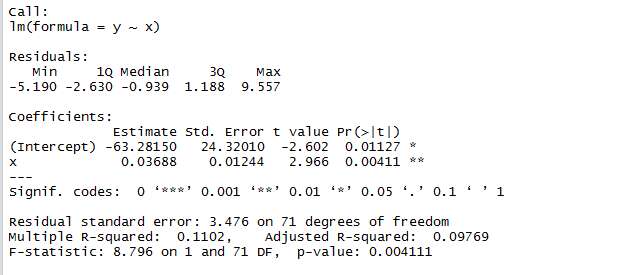 Call:
lm(formula = y ~ x)
Residuals:
Min 1Q Median 3Q Max
-5.190 -2.630 -0.939 1.188 9.557
Coefficients:
Estimate Std. Error t value Pr(>|t|)
(Intercept) -63.28150 24.32010 -2.602 0.01127 *
x 0.03688 0.01244 2.966 0.00411 **
---
Signif. codes: 0 ‘***’ 0.001 ‘**’ 0.01 ‘*’ 0.05 ‘.’ 0.1 ‘ ’ 1
Residual standard error: 3.476 on 71 degrees of freedom
Multiple R-squared: 0.1102, Adjusted R-squared: 0.09769
F-statistic: 8.796 on 1 and 71 DF, p-value: 0.004111